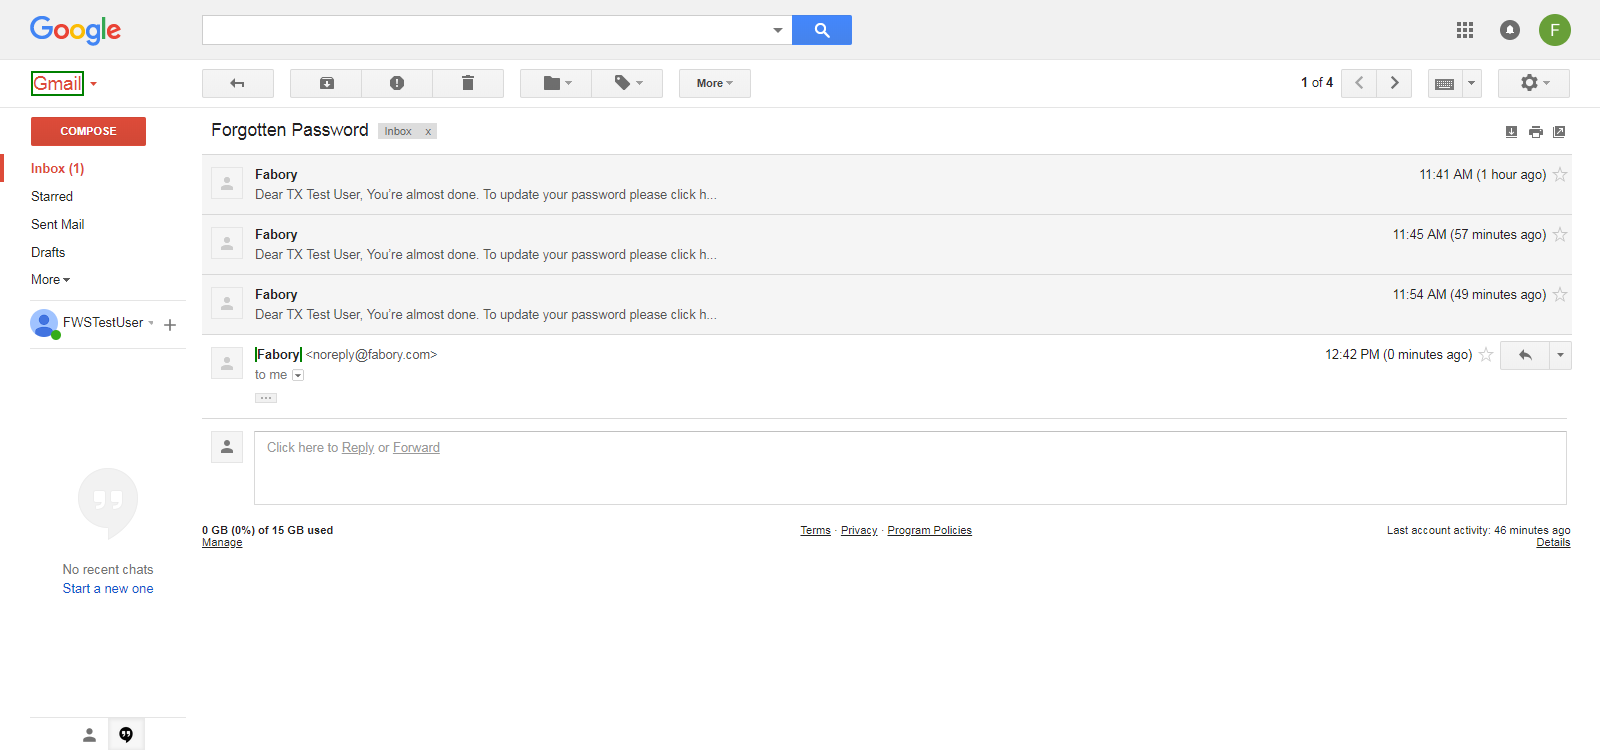 Google
F
Gmail
More
1 of 4
COMPOSE
Forgotten Password Inbox x
Inbox (1)
Starred
Sent Mail
Drafts
More
FWSTestUser
Fabory 11:41 AM (1 hour ago)
Dear TX Test User, You’re almost done. To update your password please click h...
Fabory 11:45 AM (57 minutes ago)
Dear TX Test User, You’re almost done. To update your password please click h...
Fabory 11:54 AM (49 minutes ago)
Dear TX Test User, You’re almost done. To update your password please click h...
Fabory <noreply@fabory.com> 12:42 PM (0 minutes ago)
to me
Click here to Reply or Forward
0 GB (0%) of 15 GB used
Manage
Terms · Privacy · Program Policies
Last account activity: 46 minutes ago
Details
No recent chats
Start a new one